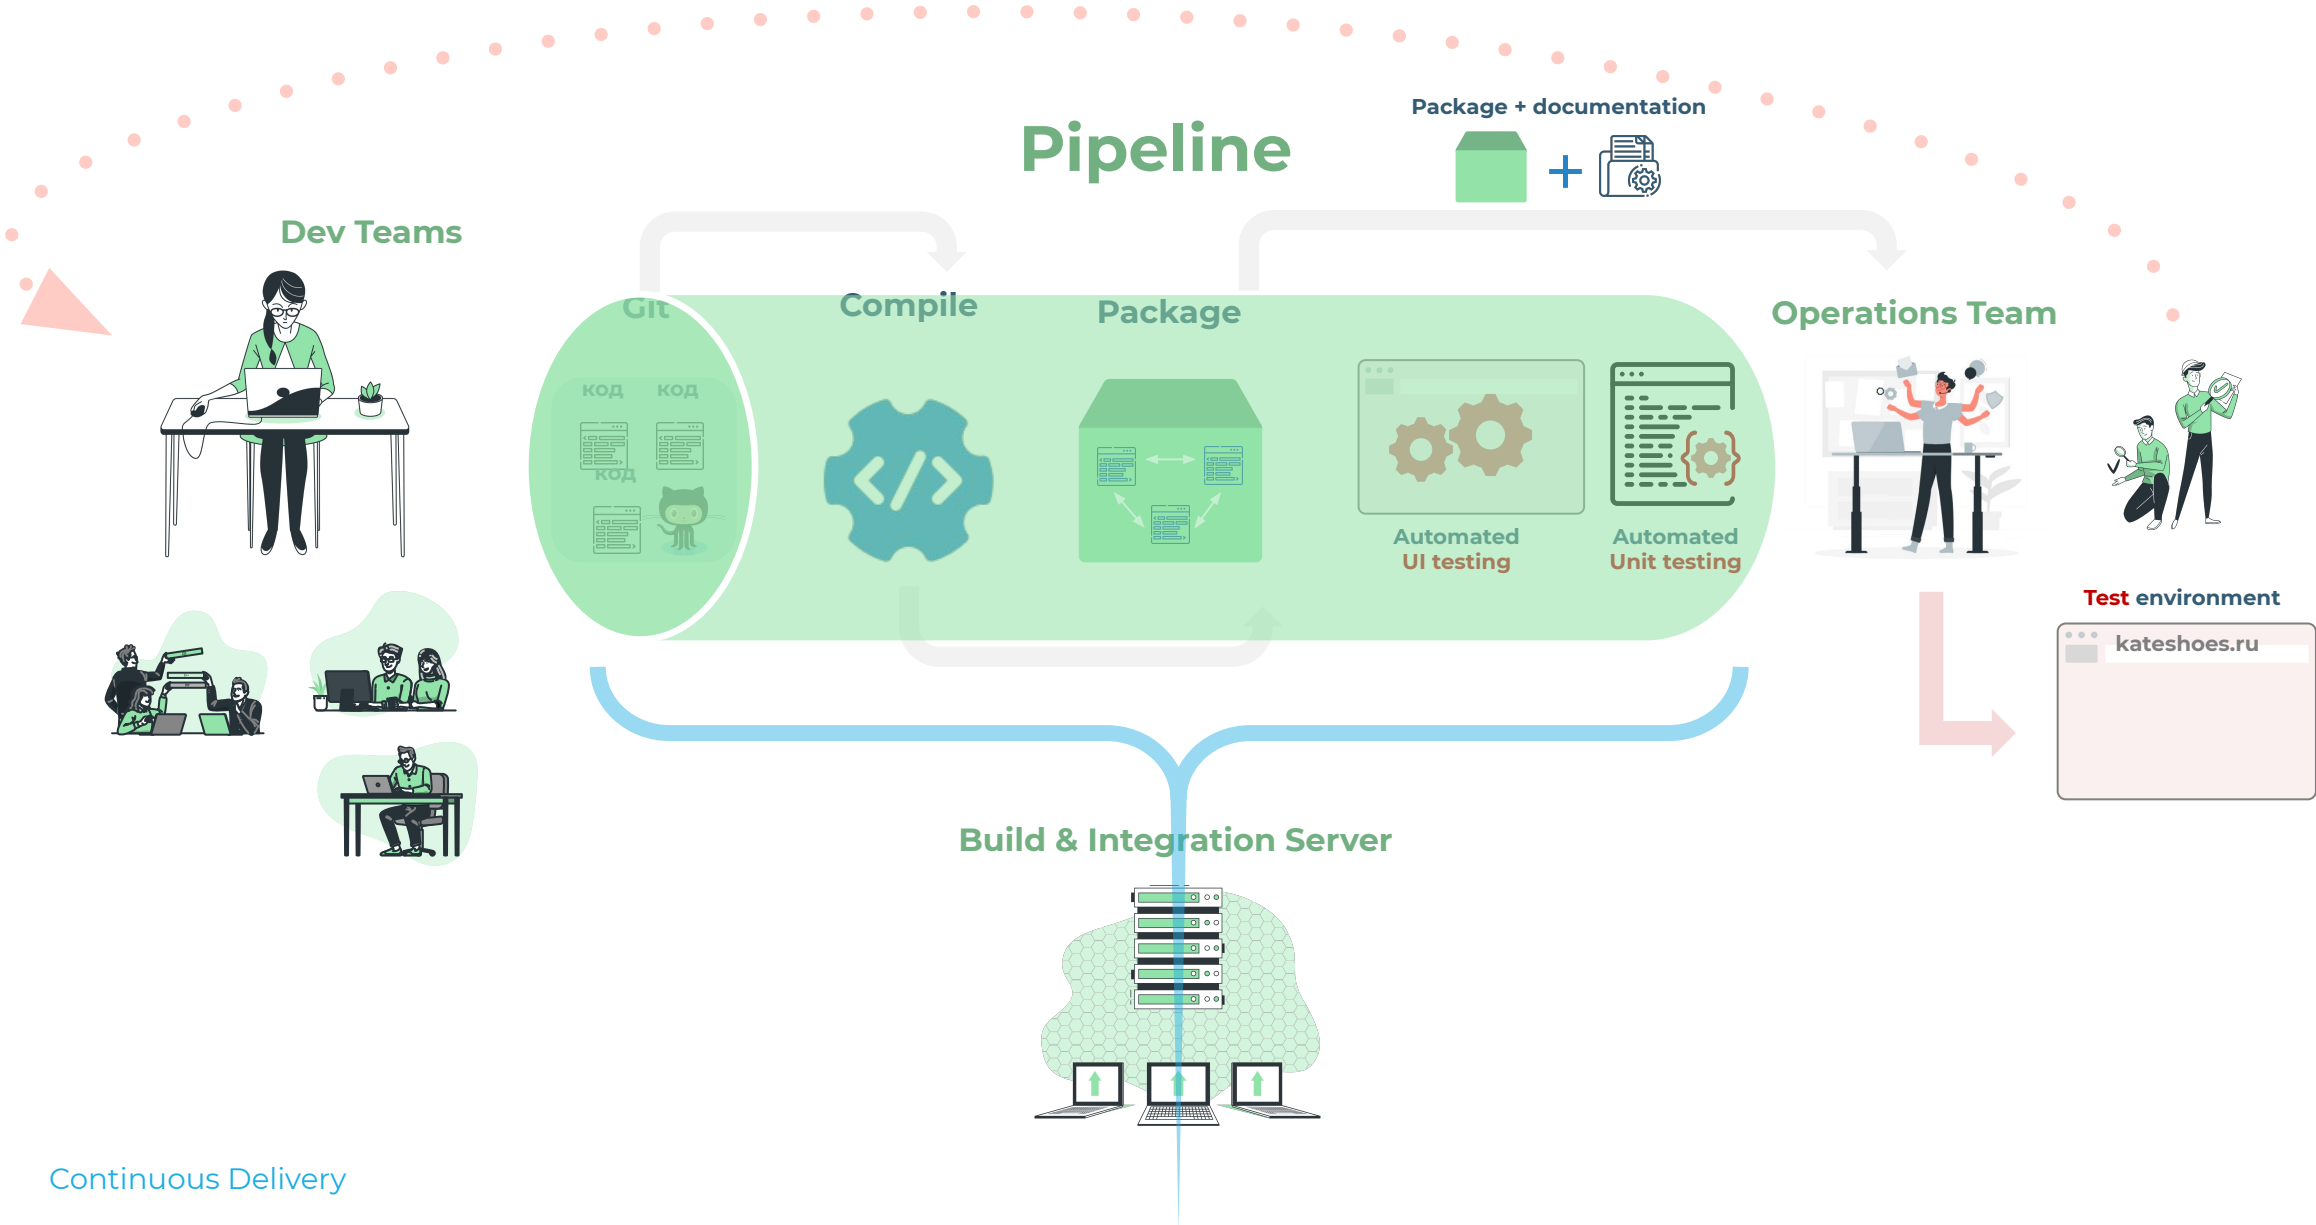 Package + documentation
Pipeline
Dev Teams
Git
Compile
Package
Operations Team
код
код
код
Automated
UI testing
Automated
Unit testing
Test environment
kateshoes.ru
Build & Integration Server
Continuous Delivery